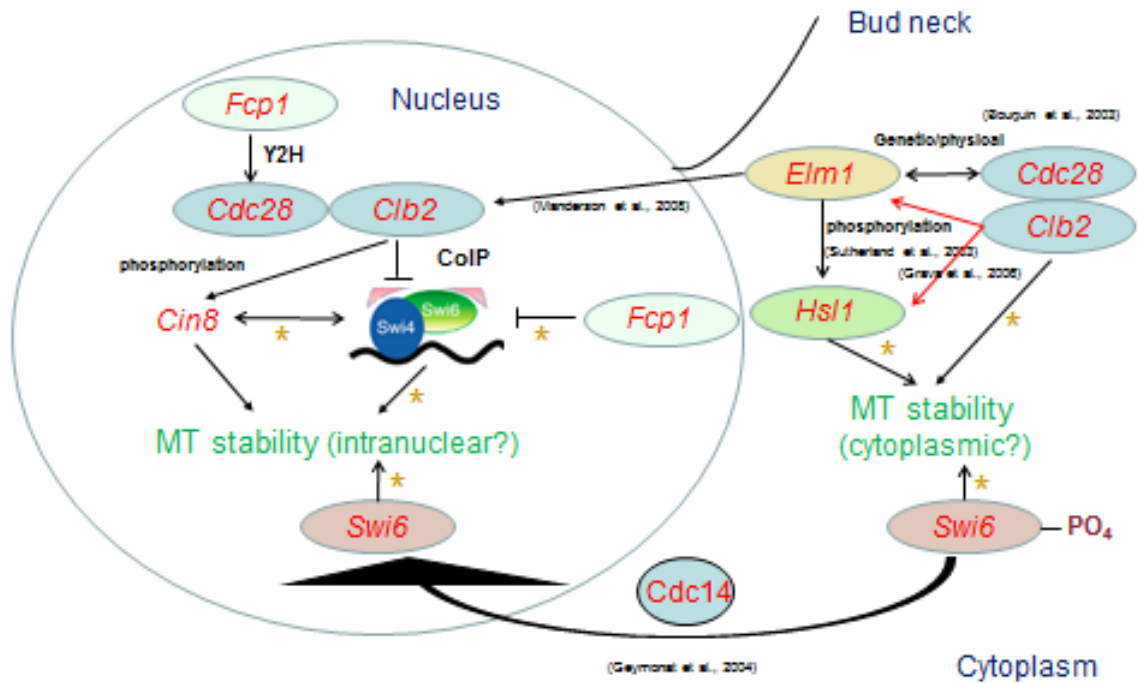 Bud neck
Nucleus
Fcp1
Y2H
Cdc28
Clb2
(Manderson et al., 2008)
Elm1
(Bouquin et al., 2003)
Genetic/physical
Cdc28
Clb2
phosphorylation
(Sutherland et al., 2003)
et al., 2006)
Hsl1
phosphorylation
CoIP
Cin8
*
Swi4
Swi6
*
Fcp1
*
*
*
MT stability (intranuclear?)
MT stability
(cytoplasmic?)
*
Swi6
*
Swi6
PO₄
Cdc14
(Geymonat et al., 2004)
Cytoplasm